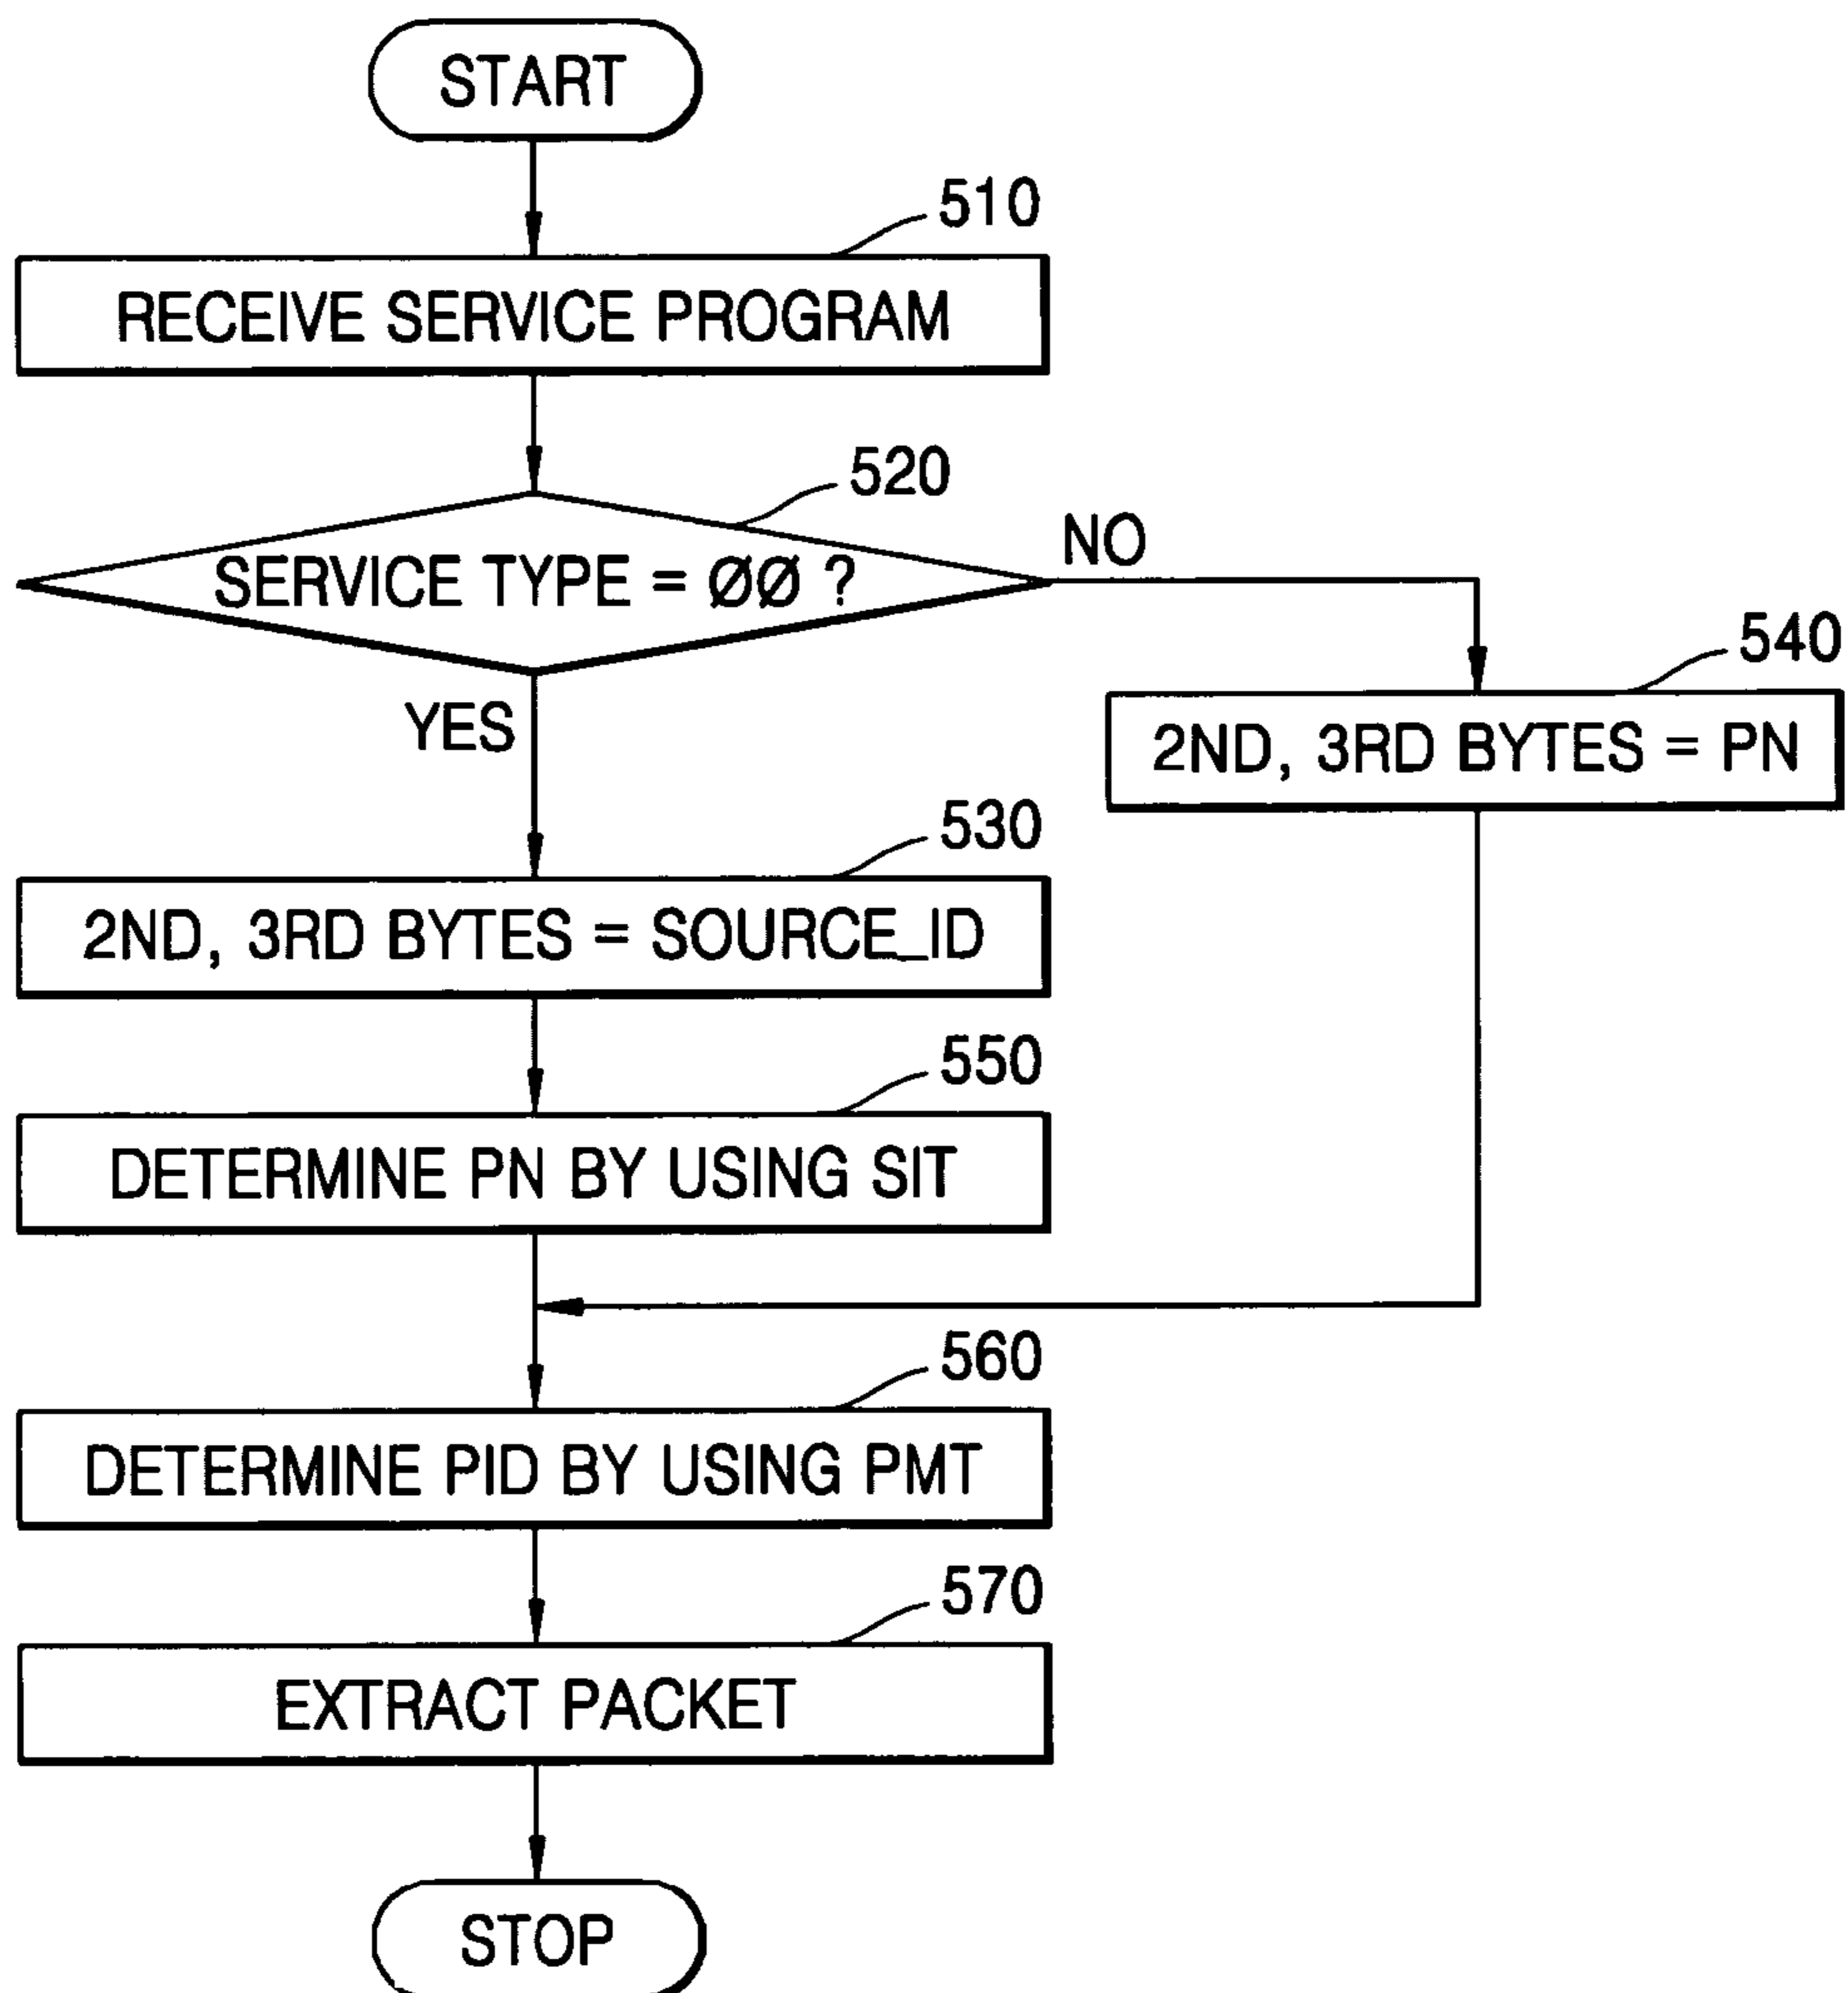 START
510
RECEIVE SERVICE PROGRAM
520
SERVICE TYPE = ØØ ?
NO
YES
540
2ND, 3RD BYTES = PN
530
2ND, 3RD BYTES = SOURCE_ID
550
DETERMINE PN BY USING SIT
560
DETERMINE PID BY USING PMT
570
EXTRACT PACKET
STOP